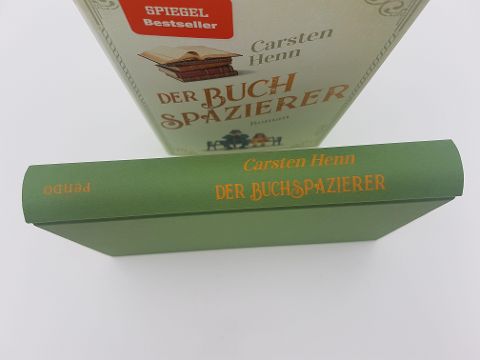 SPIEGEL
Bestseller
Carsten
Henn
DER BUCH
SPAZIERER
Roman
Carsten Henn
DER BUCHSPAZIERER
PENDO